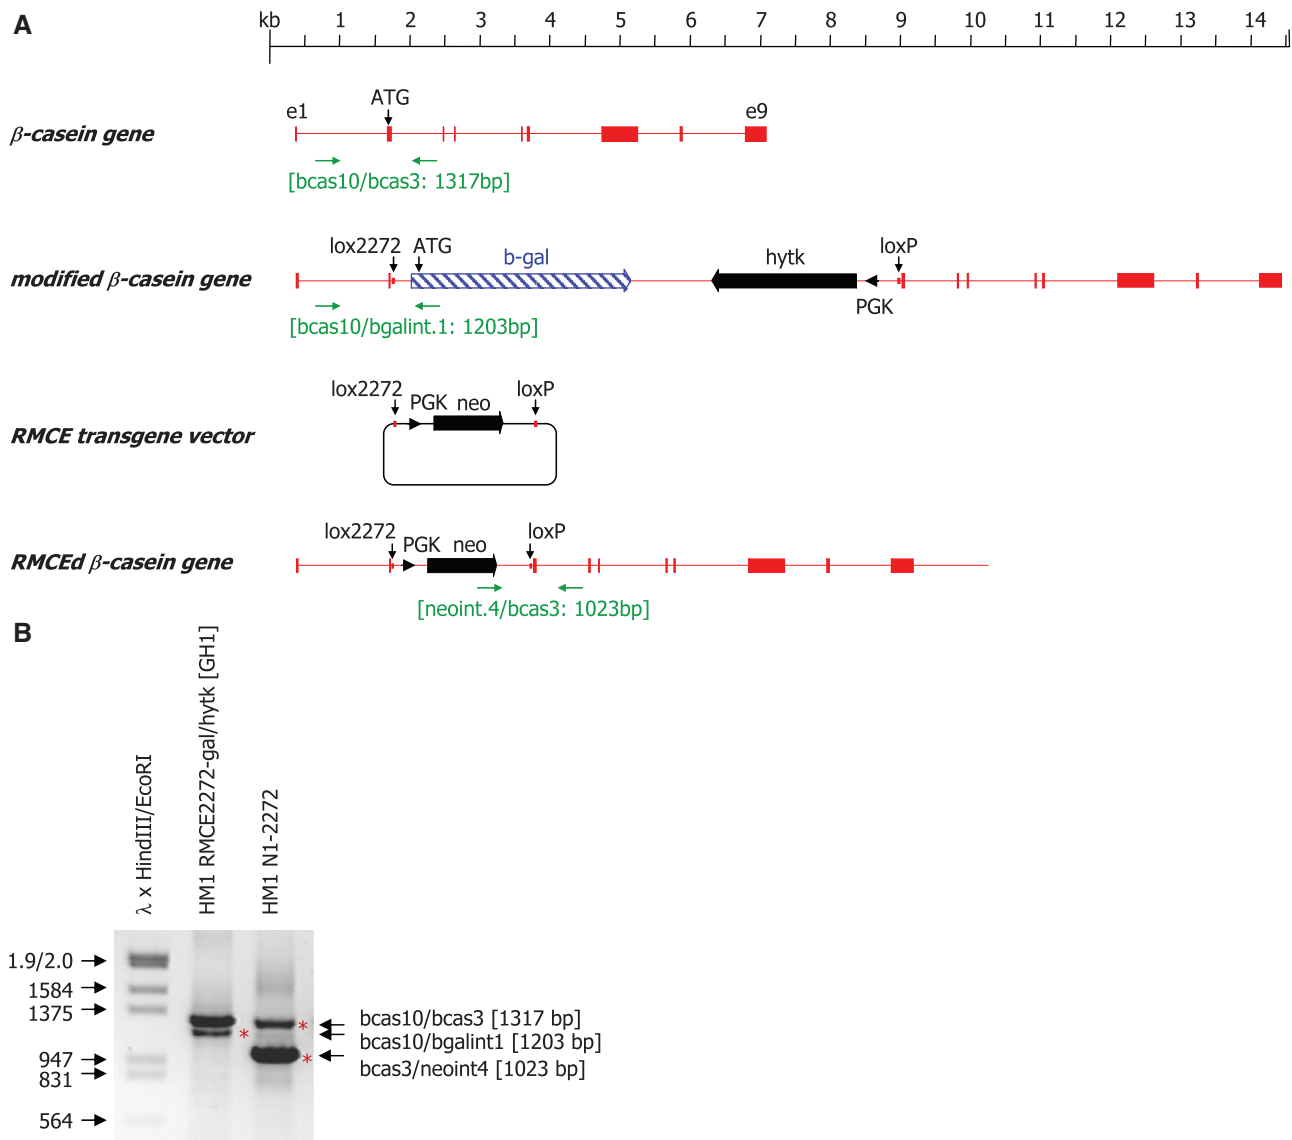 A
kb 1 2 3 4 5 6 7 8 9 10 11 12 13 14
β-casein gene
e1 ATG e9
[bcas10/bcas3: 1317bp]
modified β-casein gene
lox2272 ATG b-gal hytk loxP
PGK
[bcas10/bgalint.1: 1203bp]
RMCE transgene vector
lox2272 PGK neo loxP
RMCEd β-casein gene
lox2272 PGK neo loxP
[neoint.4/bcas3: 1023bp]
B
λ x HindIII/EcoRI
HM1 RMCE2272-gal/hytk [GH1]
HM1 N1-2272
1.9/2.0
1584
1375
947
831
564
*
*
*
bcas10/bcas3 [1317 bp]
bcas10/bgalint1 [1203 bp]
bcas3/neoint4 [1023 bp]